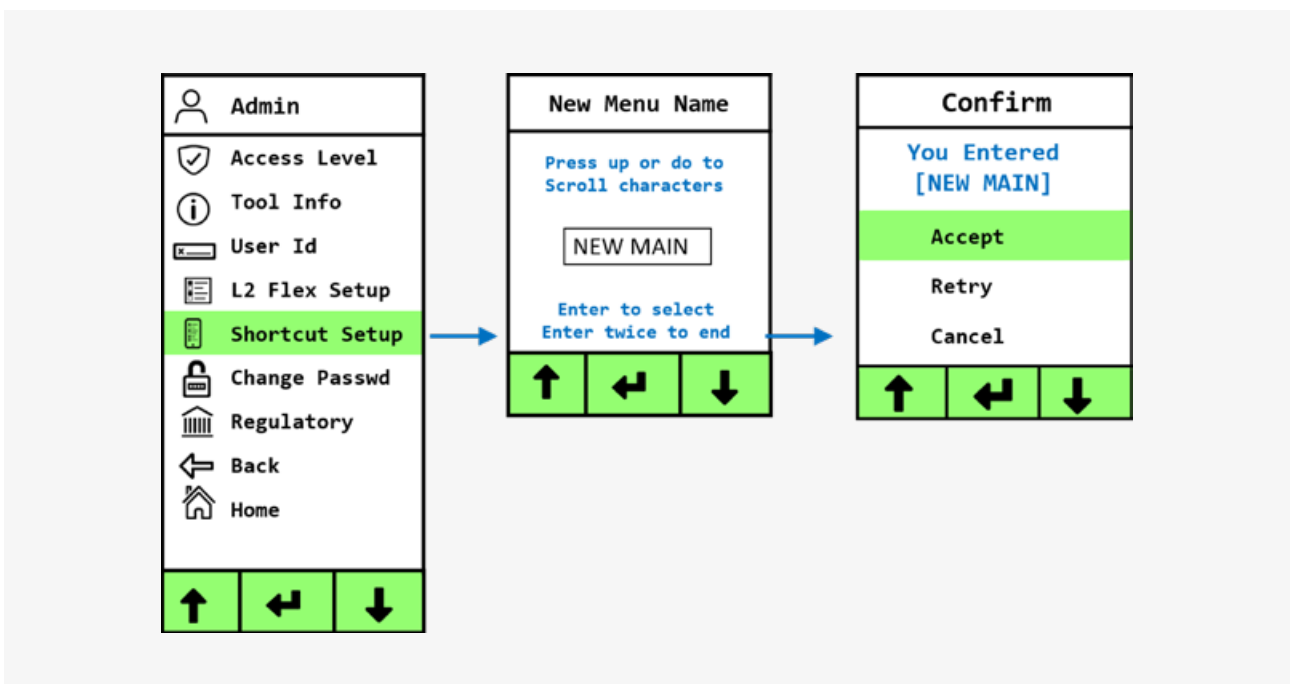 Admin
Access Level
Tool Info
User Id
L2 Flex Setup
Shortcut Setup
Change Passwd
Regulatory
Back
Home
New Menu Name
Press up or do to
Scroll characters
NEW MAIN
Enter to select
Enter twice to end
Confirm
You Entered
[NEW MAIN]
Accept
Retry
Cancel